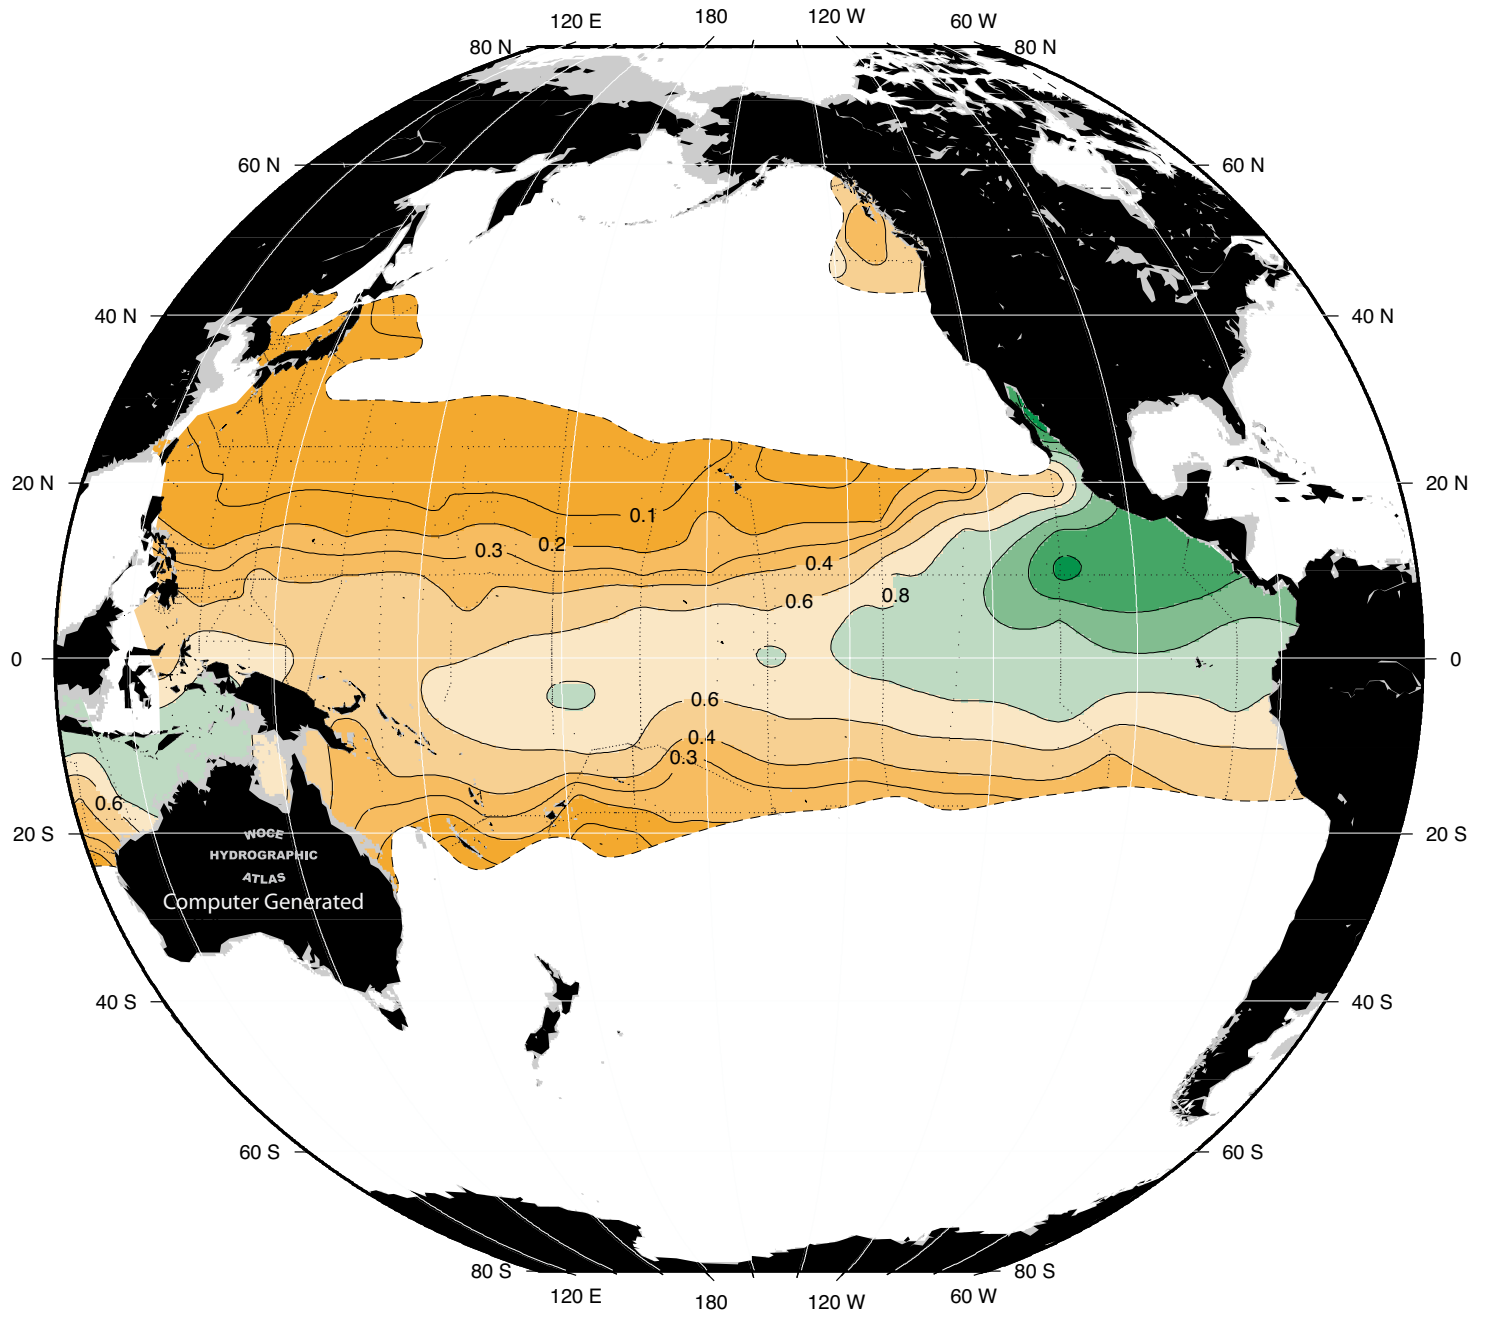 120 E 180 120 W 60 W
80 N 80 N
60 N 60 N
40 N 40 N
20 N 20 N
0.1
0.3 0.2
0.4
0.6 0.8
0 0
0.6
0.4
0.3
0.6
20 S 20 S
WOCE
HYDROGRAPHIC
ATLAS
Computer Generated
40 S 40 S
60 S 60 S
80 S 80 S
120 E 180 120 W 60 W